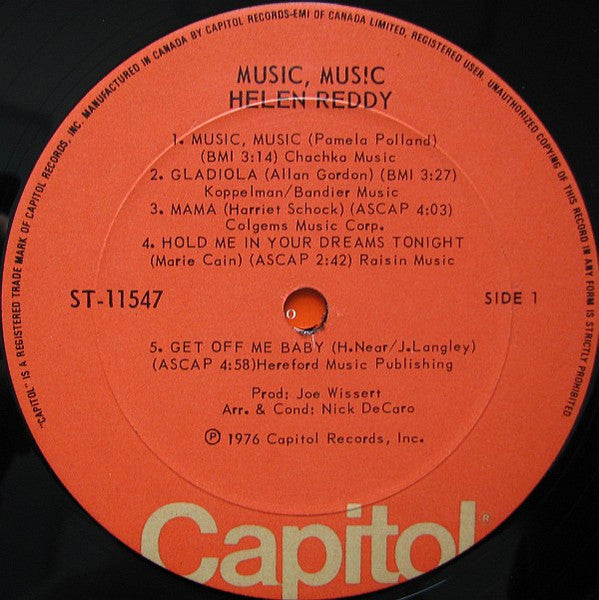 MANUFACTURED IN CANADA BY CAPITOL RECORDS-EMI OF CANADA LIMITED, REGISTERED USER. UNAUTHORIZED COPYING OF THIS RECORD IN ANY FORM IS STRICTLY PROHIBITED.
"CAPITOL" IS A REGISTERED TRADE MARK OF CAPITOL RECORDS, INC.
MUSIC, MUS!C
HELEN REDDY
1. MUSIC, MUSIC (Pamela Polland)
(BMI 3:14) Chachka Music
2. GLADIOLA (Allan Gordon) (BMI 3:27)
Koppelman/Bandier Music
3. MAMA (Harriet Schock) (ASCAP 4:03)
Colgems Music Corp.
4. HOLD ME IN YOUR DREAMS TONIGHT
(Marie Cain) (ASCAP 2:42) Raisin Music
ST-11547
SIDE 1
5. GET OFF ME BABY (H.Near/J.Langley)
(ASCAP 4:58)Hereford Music Publishing
Prod: Joe Wissert
Arr. & Cond: Nick DeCaro
Ⓟ 1976 Capitol Records, Inc.
Capitol®